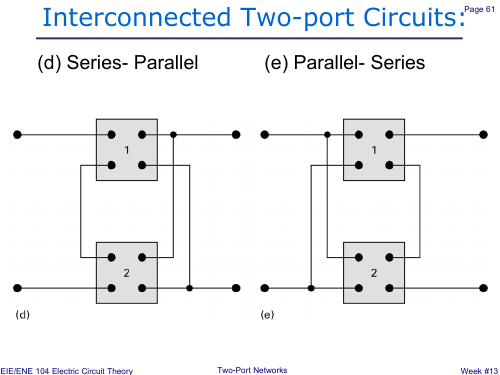 Interconnected Two-port Circuits:
Page 61
(d) Series- Parallel
(e) Parallel- Series
1
1
2
2
(d)
(e)
EIE/ENE 104 Electric Circuit Theory
Two-Port Networks
Week #13